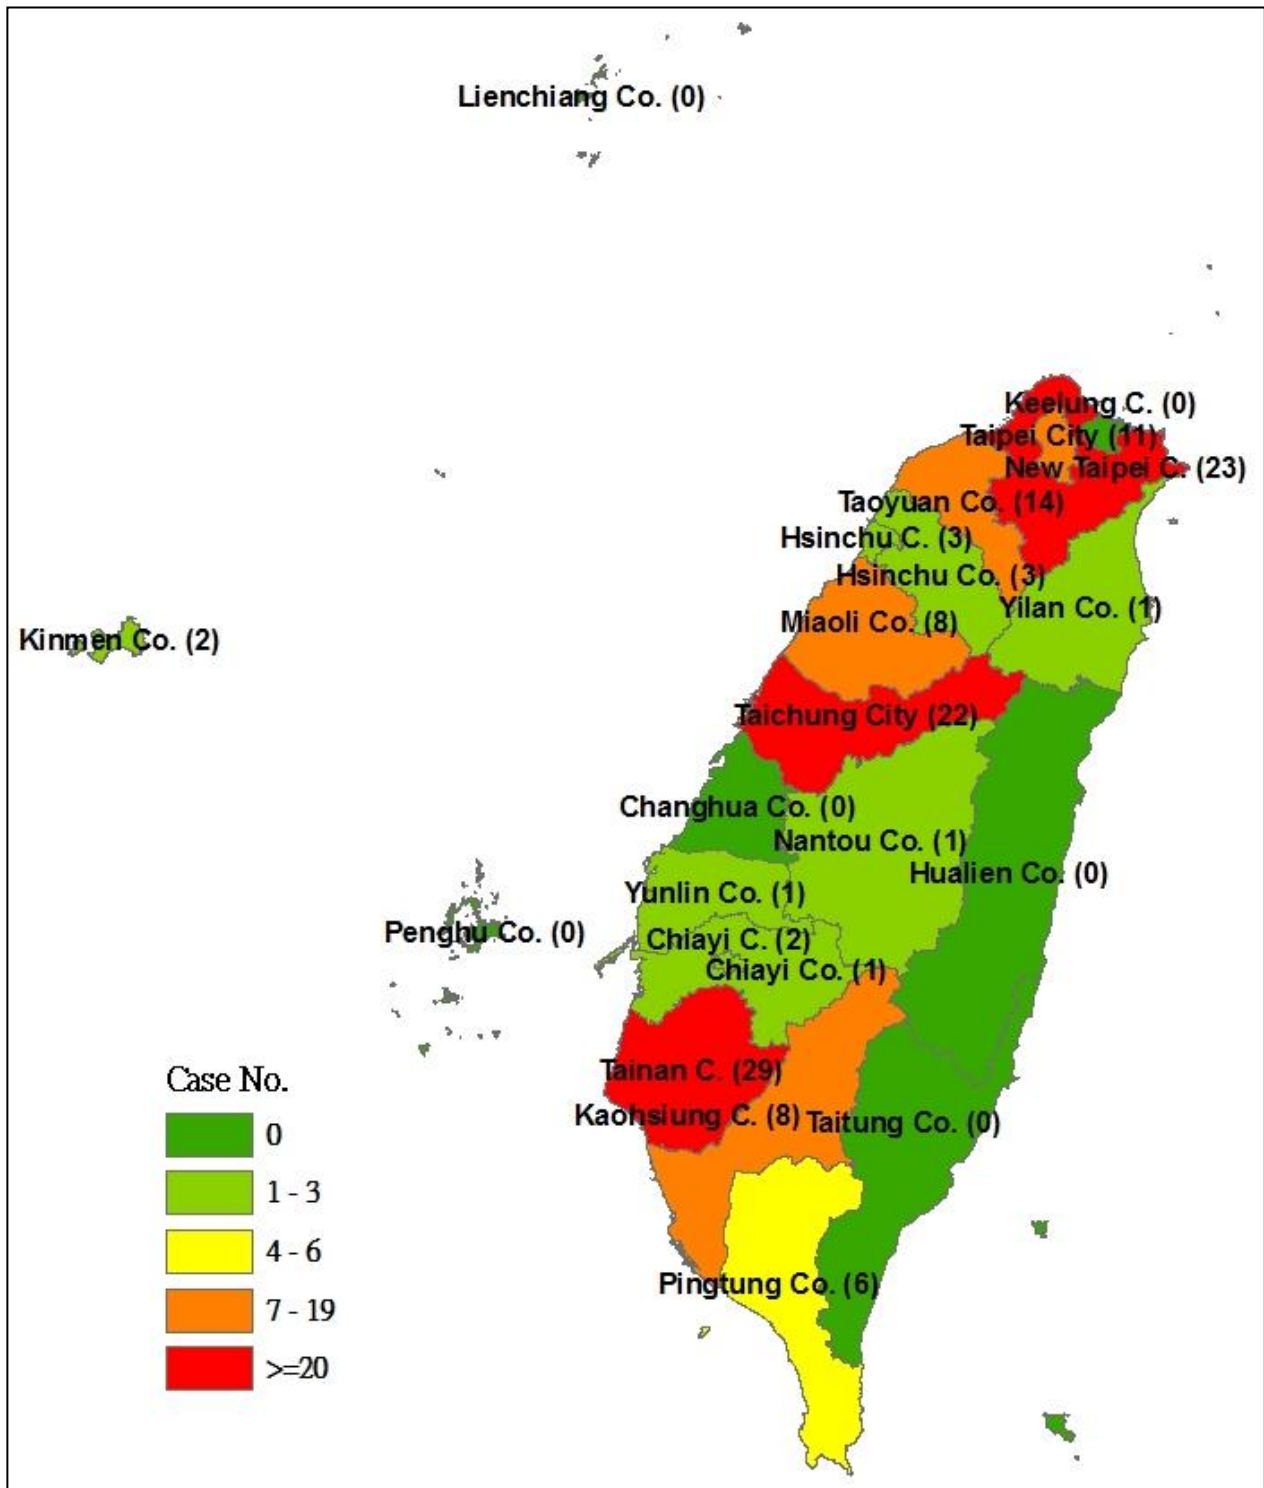 Lienchiang Co. (0)
Keelung C. (0)
Taipei City (11)
New Taipei C. (23)
Taoyuan Co. (14)
Hsinchu C. (3)
Hsinchu Co. (3)
Yilan Co. (1)
Miaoli Co. (8)
Kinmen Co. (2)
Taichung City (22)
Changhua Co. (0)
Nantou Co. (1)
Hualien Co. (0)
Yunlin Co. (1)
Penghu Co. (0)
Chiayi C. (2)
Chiayi Co. (1)
Tainan C. (29)
Kaohsiung C. (8)
Taitung Co. (0)
Pingtung Co. (6)
Case No.
0
1 - 3
4 - 6
7 - 19
>=20